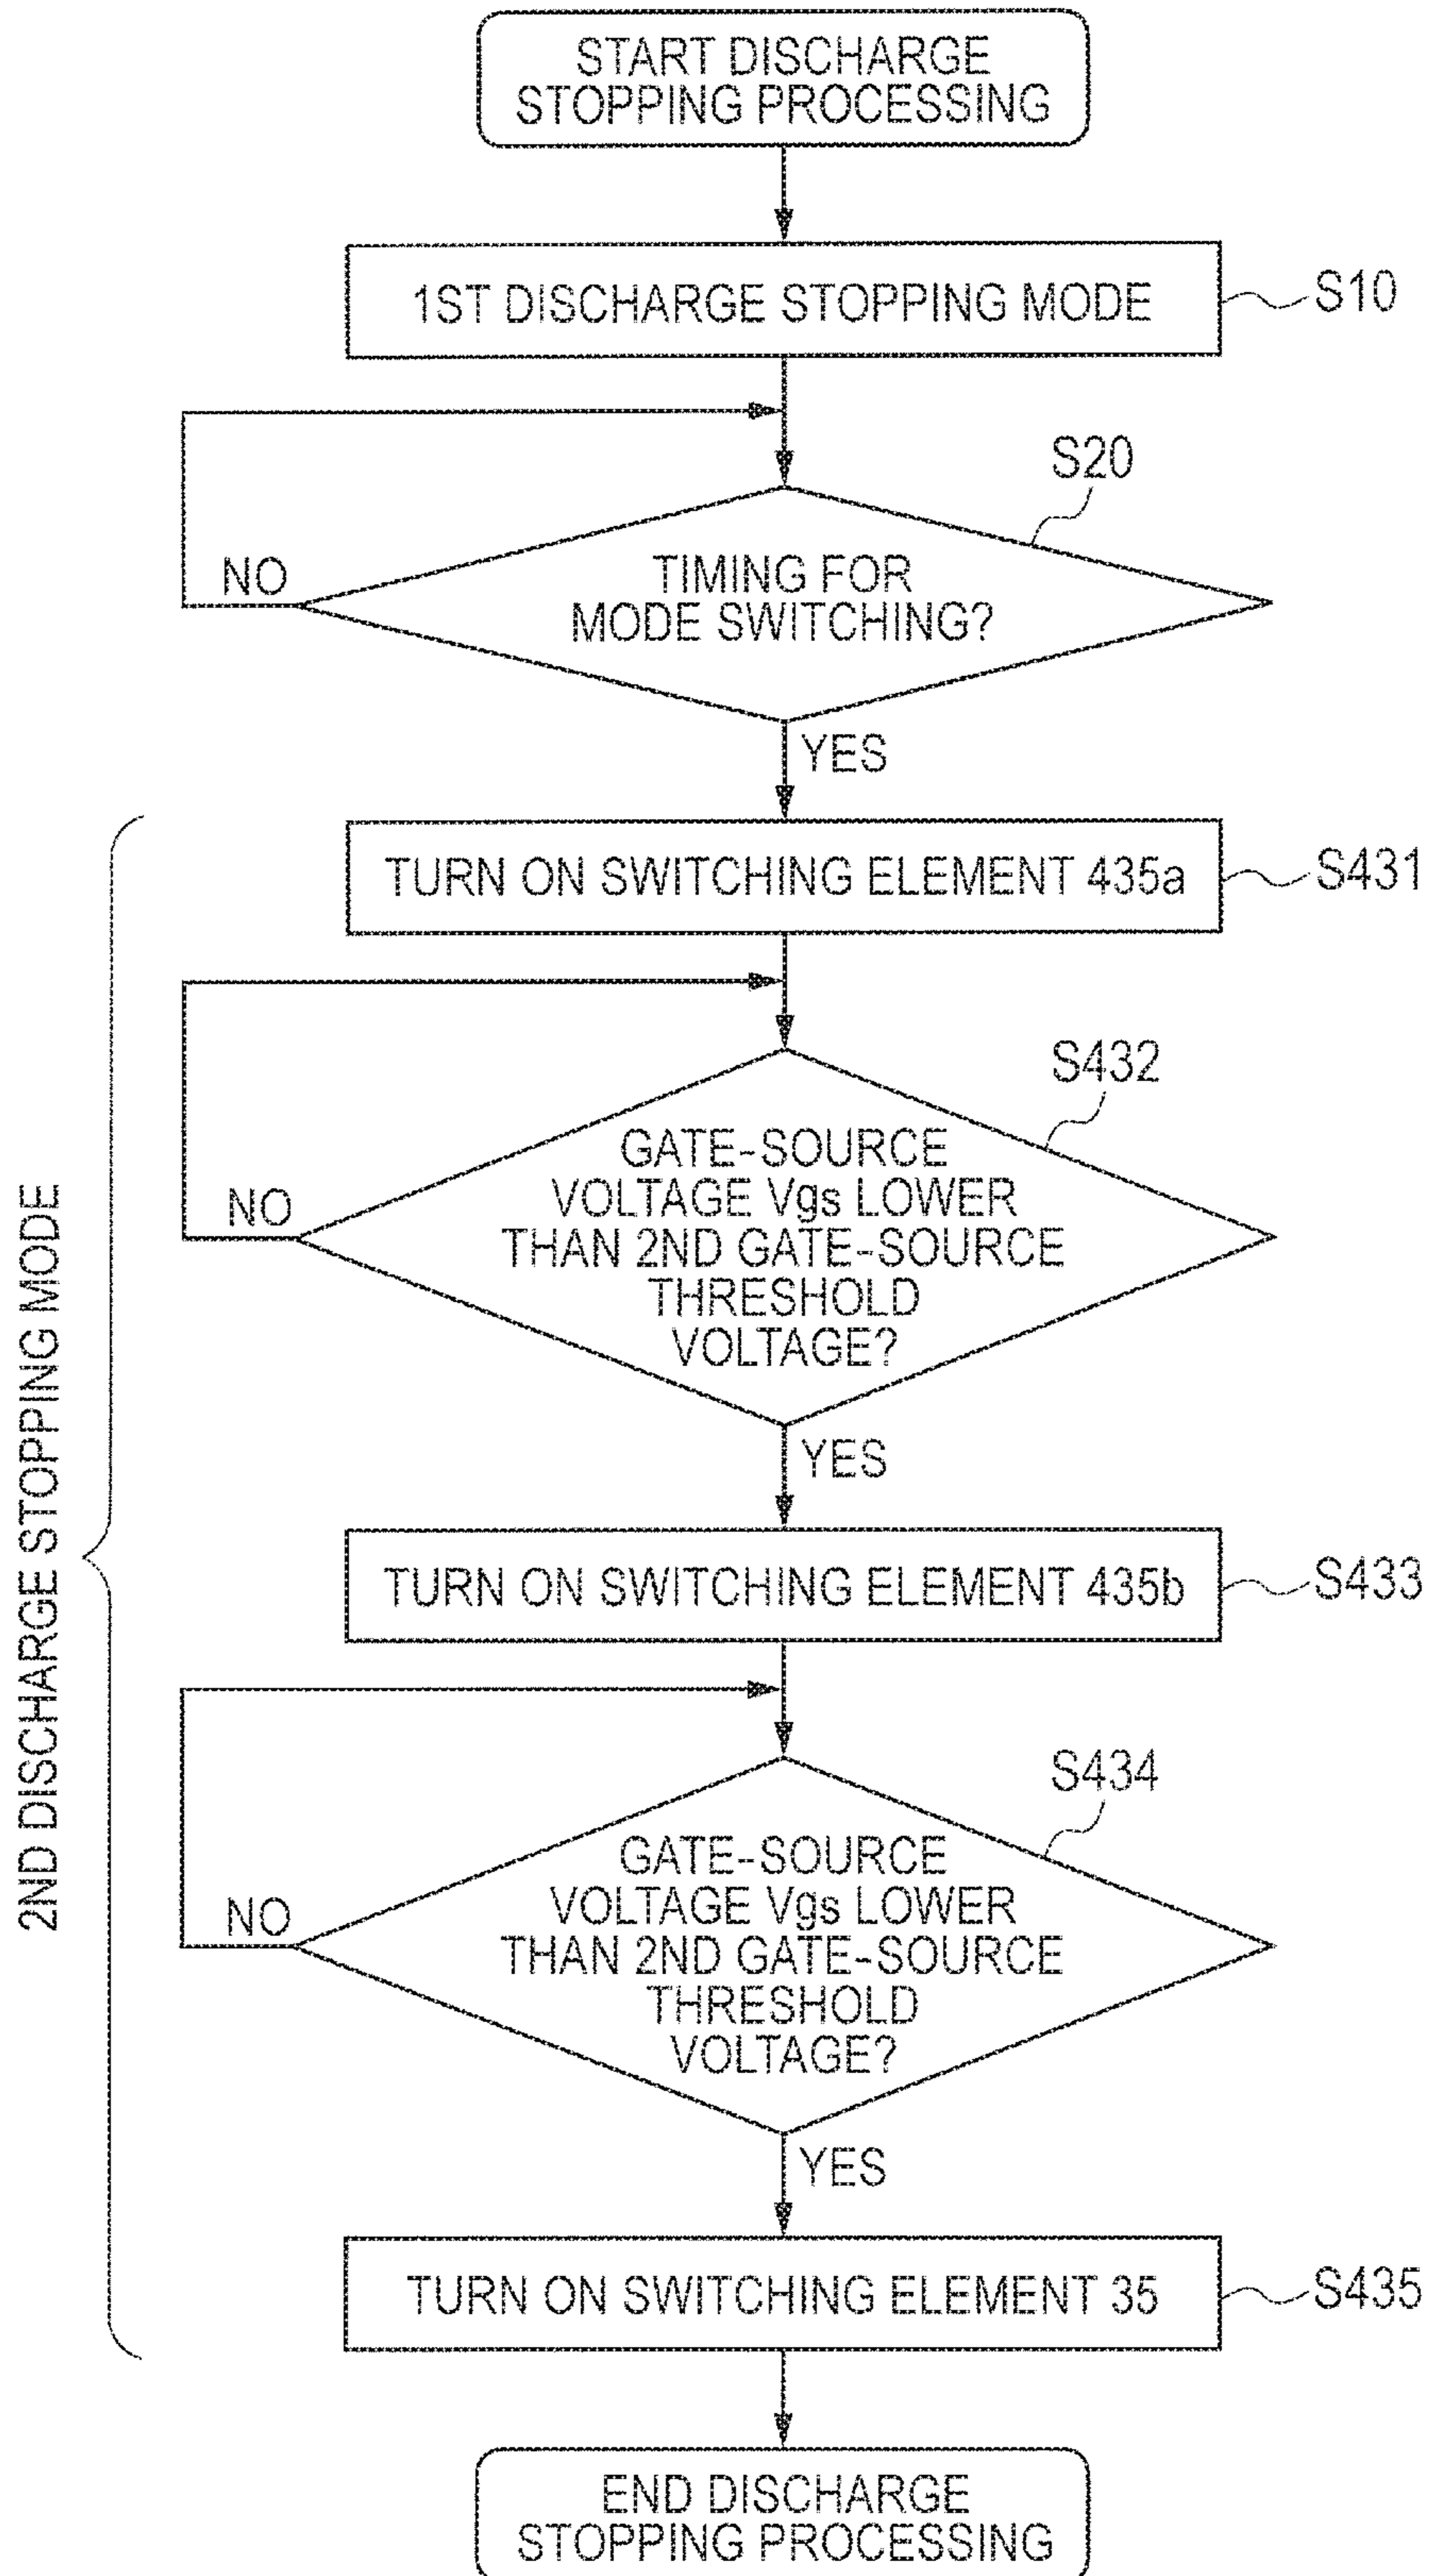 START DISCHARGE
STOPPING PROCESSING
1ST DISCHARGE STOPPING MODE
S10
S20
TIMING FOR
MODE SWITCHING?
NO
YES
2ND DISCHARGE STOPPING MODE
TURN ON SWITCHING ELEMENT 435a
S431
S432
GATE-SOURCE
VOLTAGE Vgs LOWER
THAN 2ND GATE-SOURCE
THRESHOLD
VOLTAGE?
NO
YES
TURN ON SWITCHING ELEMENT 435b
S433
S434
GATE-SOURCE
VOLTAGE Vgs LOWER
THAN 2ND GATE-SOURCE
THRESHOLD
VOLTAGE?
NO
YES
TURN ON SWITCHING ELEMENT 35
S435
END DISCHARGE
STOPPING PROCESSING